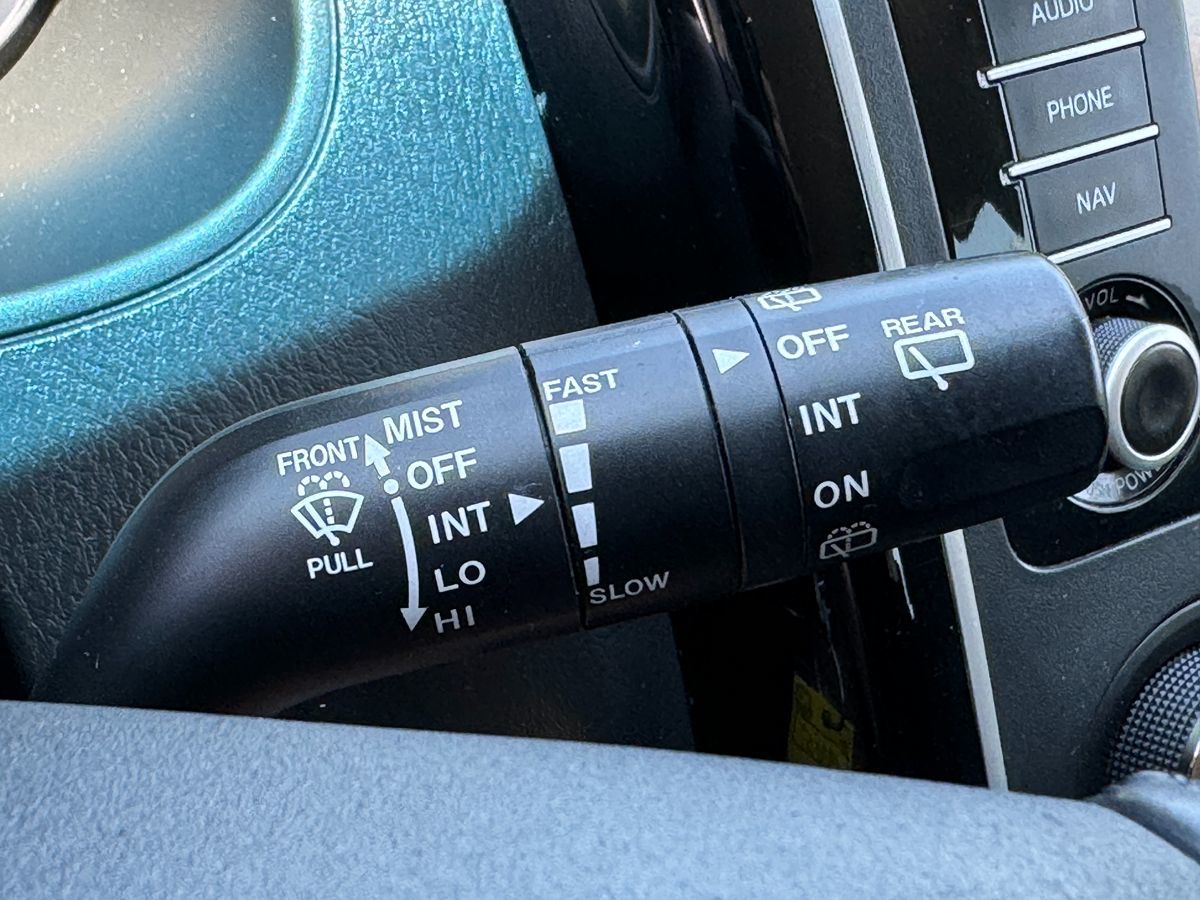 AUDIO
PHONE
NAV
VOL
FRONT
PULL
MIST
OFF
INT
LO
HI
FAST
SLOW
OFF
INT
ON
REAR